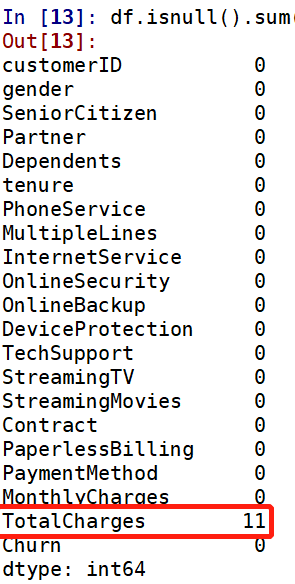 In [13]: df.isnull().sum(
Out[13]:
customerID 0
gender 0
SeniorCitizen 0
Partner 0
Dependents 0
tenure 0
PhoneService 0
MultipleLines 0
InternetService 0
OnlineSecurity 0
OnlineBackup 0
DeviceProtection 0
TechSupport 0
StreamingTV 0
StreamingMovies 0
Contract 0
PaperlessBilling 0
PaymentMethod 0
MonthlyCharges 0
TotalCharges 11
Churn 0
dtype: int64